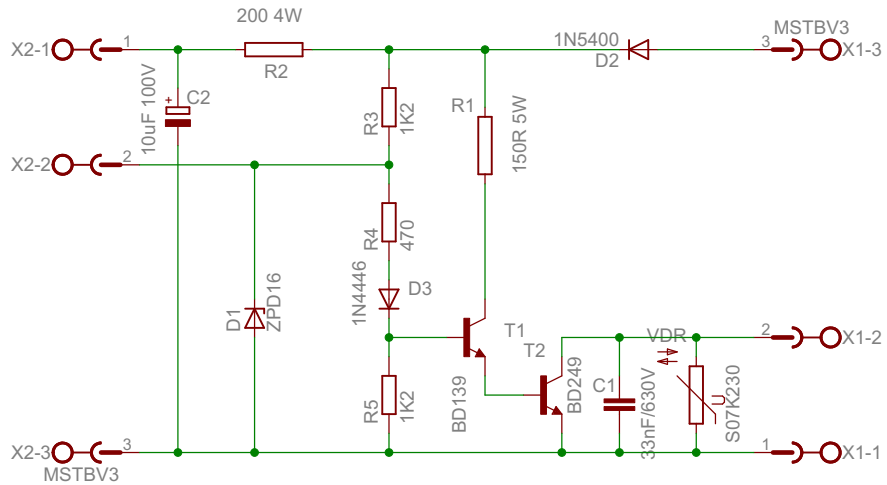 200 4W
MSTBV3
X2-1
1
1N5400
3
X1-3
R2
D2
C2
10uF 100V
R3
1K2
R1
150R 5W
X2-2
2
R4
470
1N4446
D3
D1
ZPD16
T1
T2
VDR
2
X1-2
R5
1K2
BD139
BD249
C1
33nF/630V
U
S07K230
X2-3
3
1
X1-1
MSTBV3